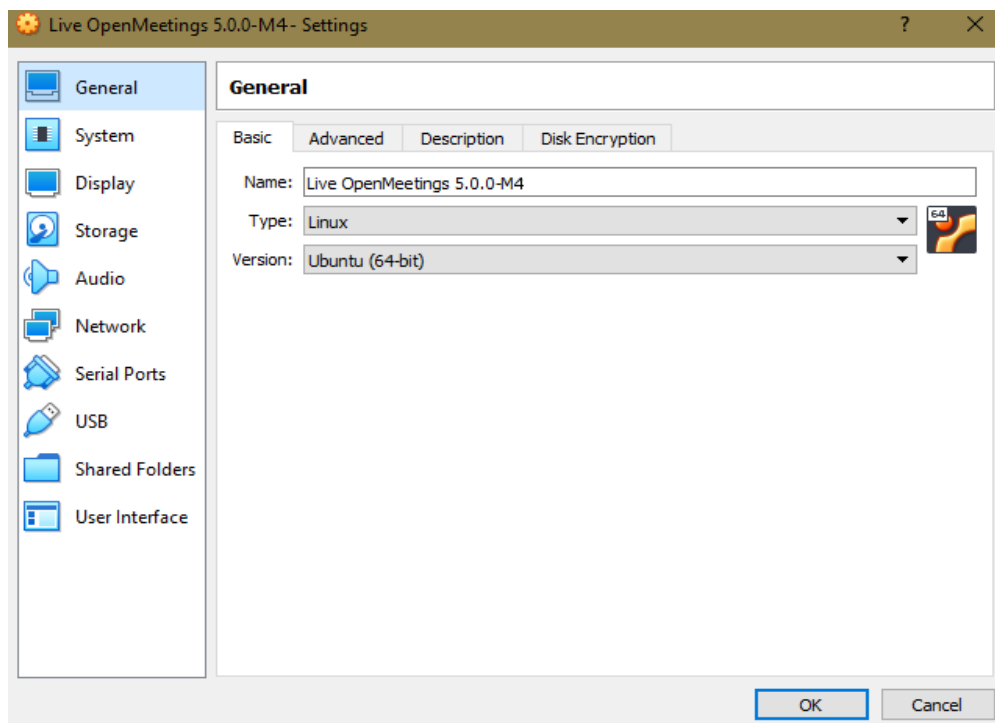 Live OpenMeetings 5.0.0-M4 - Settings ?
General
System
Display
Storage
Audio
Network
Serial Ports
USB
Shared Folders
User Interface
General
Basic Advanced Description Disk Encryption
Name: Live OpenMeetings 5.0.0-M4
Type: Linux
64
Version: Ubuntu (64-bit)
OK Cancel